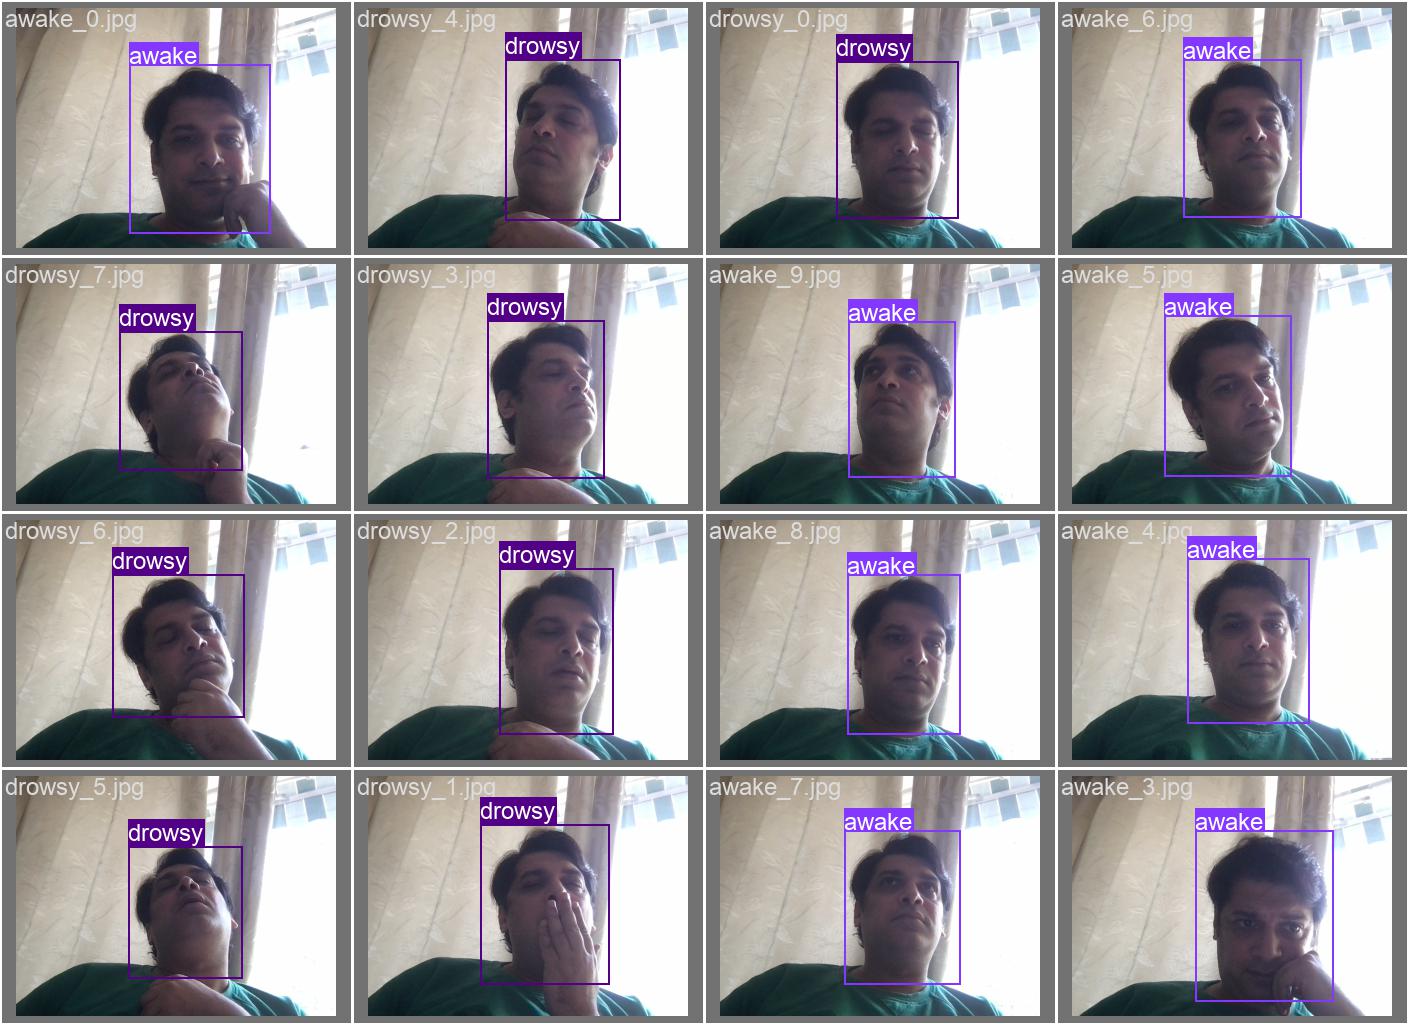 awake_0.jpg
awake
drowsy_4.jpg
drowsy
drowsy_0.jpg
drowsy
awake_6.jpg
awake
drowsy_7.jpg
drowsy
drowsy_3.jpg
drowsy
awake_9.jpg
awake
awake_5.jpg
awake
drowsy_6.jpg
drowsy
drowsy_2.jpg
drowsy
awake_8.jpg
awake
awake_4.jpg
awake
drowsy_5.jpg
drowsy
drowsy_1.jpg
drowsy
awake_7.jpg
awake
awake_3.jpg
awake